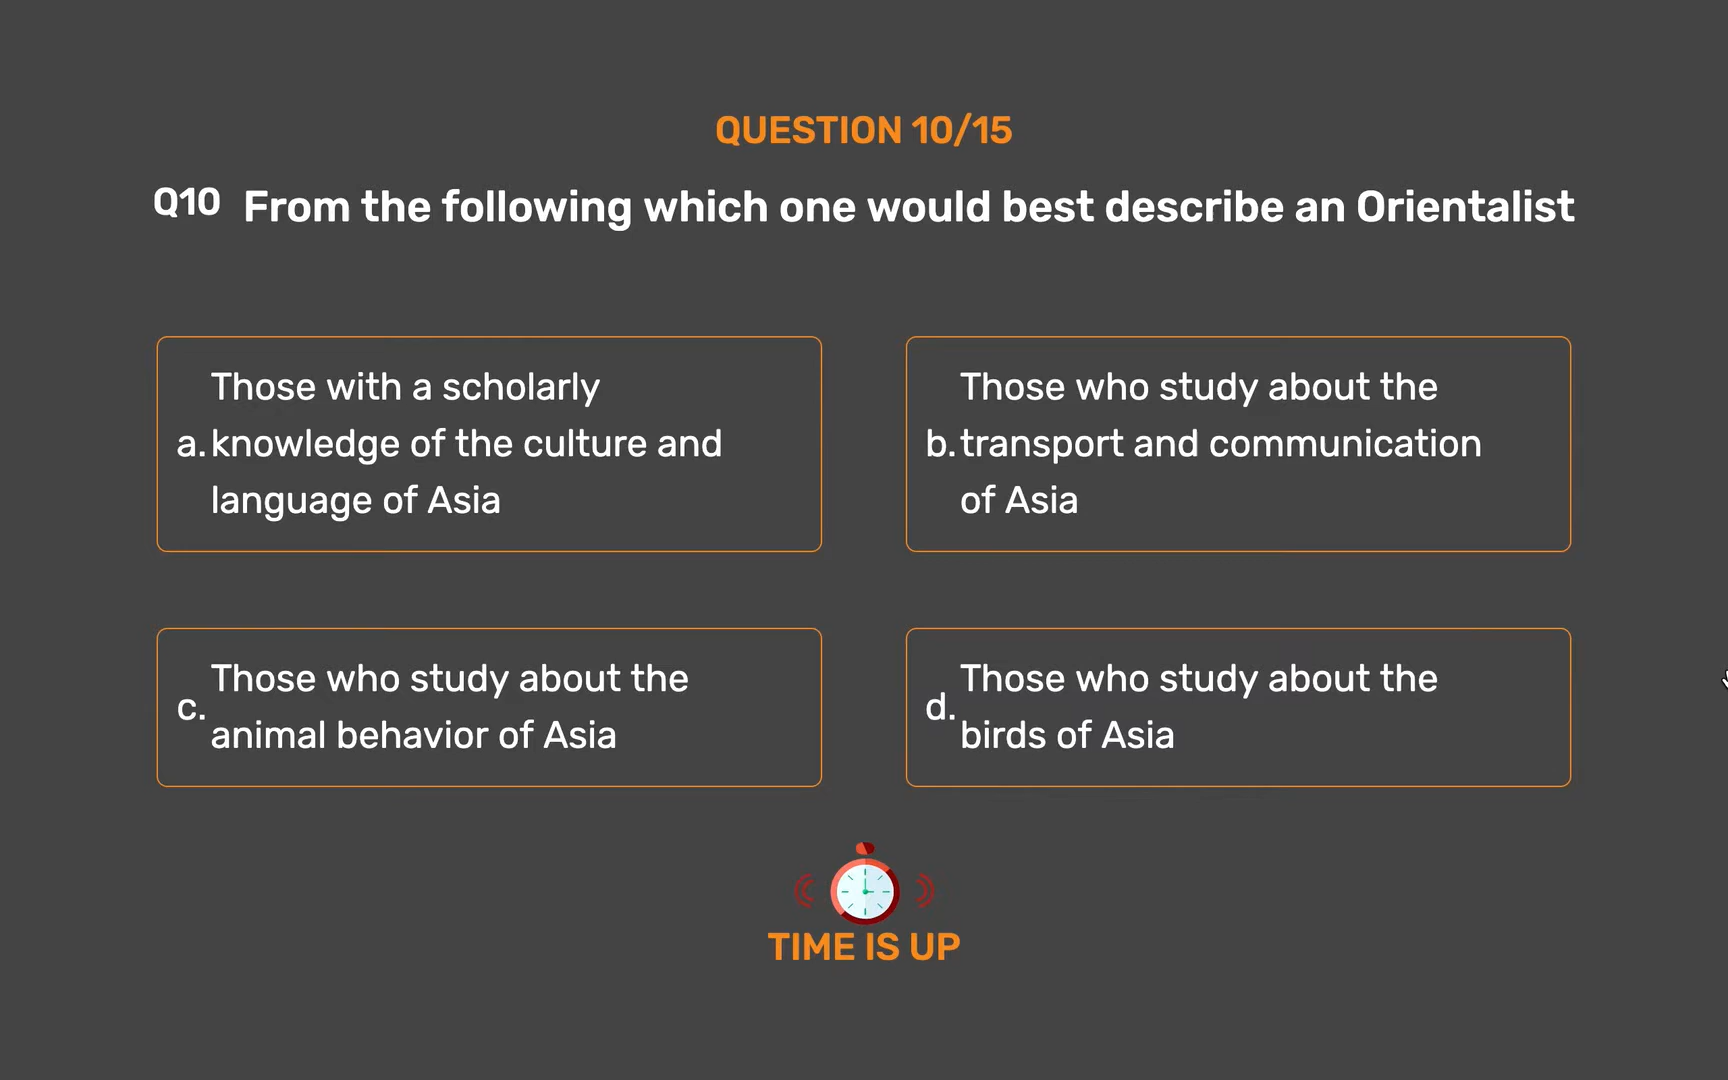 QUESTION 10/15
Q10 From the following which one would best describe an Orientalist
Those with a scholarly
a. knowledge of the culture and
language of Asia
Those who study about the
b. transport and communication
of Asia
Those who study about the
c.
animal behavior of Asia
Those who study about the
d.
birds of Asia
TIME IS UP